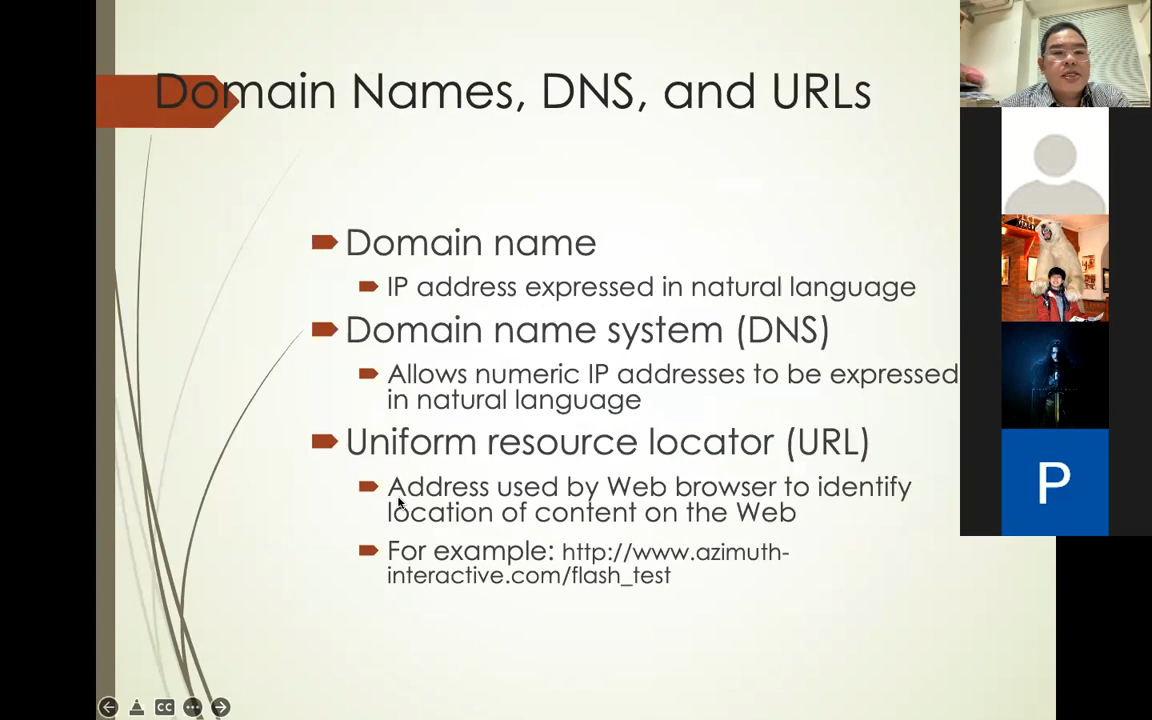 Domain Names, DNS, and URLs
Domain name
IP address expressed in natural language
Domain name system (DNS)
Allows numeric IP addresses to be expressed
in natural language
Uniform resource locator (URL)
Address used by Web browser to identify
location of content on the Web
For example: http://www.azimuth-
interactive.com/flash_test
P
CC